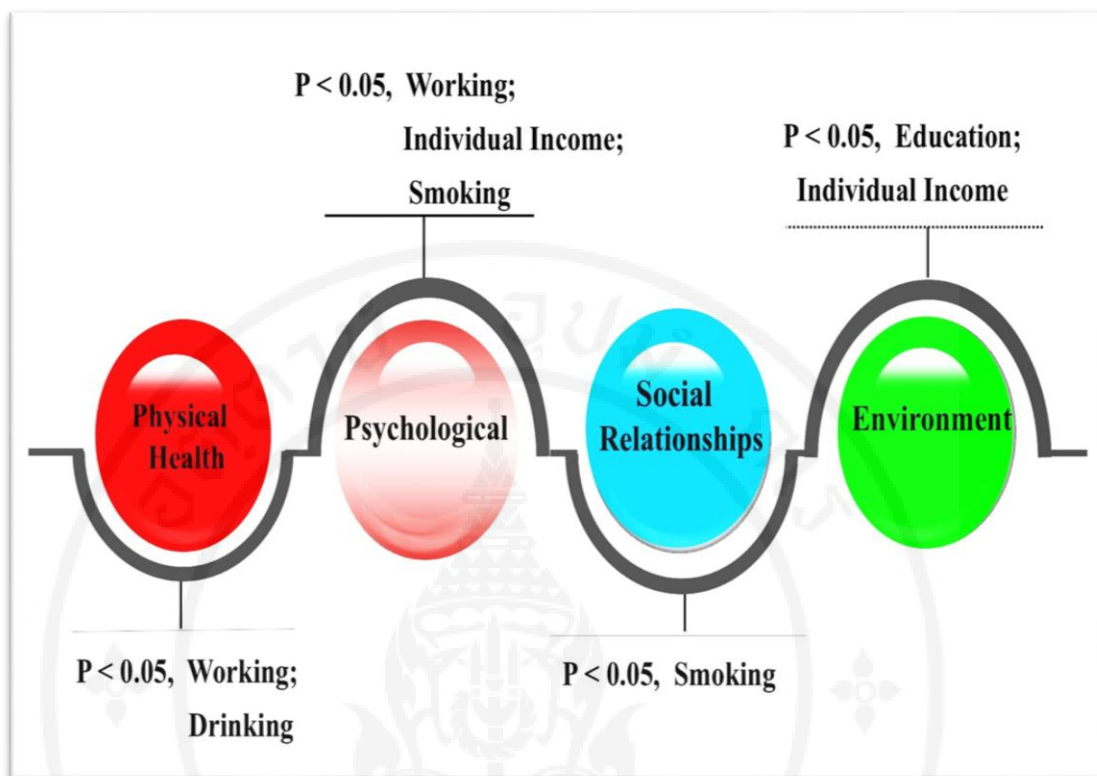 P < 0.05, Working;
Individual Income;
Smoking
P < 0.05, Education;
Individual Income
Physical
Health
Psychological
Social
Relationships
Environment
P < 0.05, Working;
Drinking
P < 0.05, Smoking